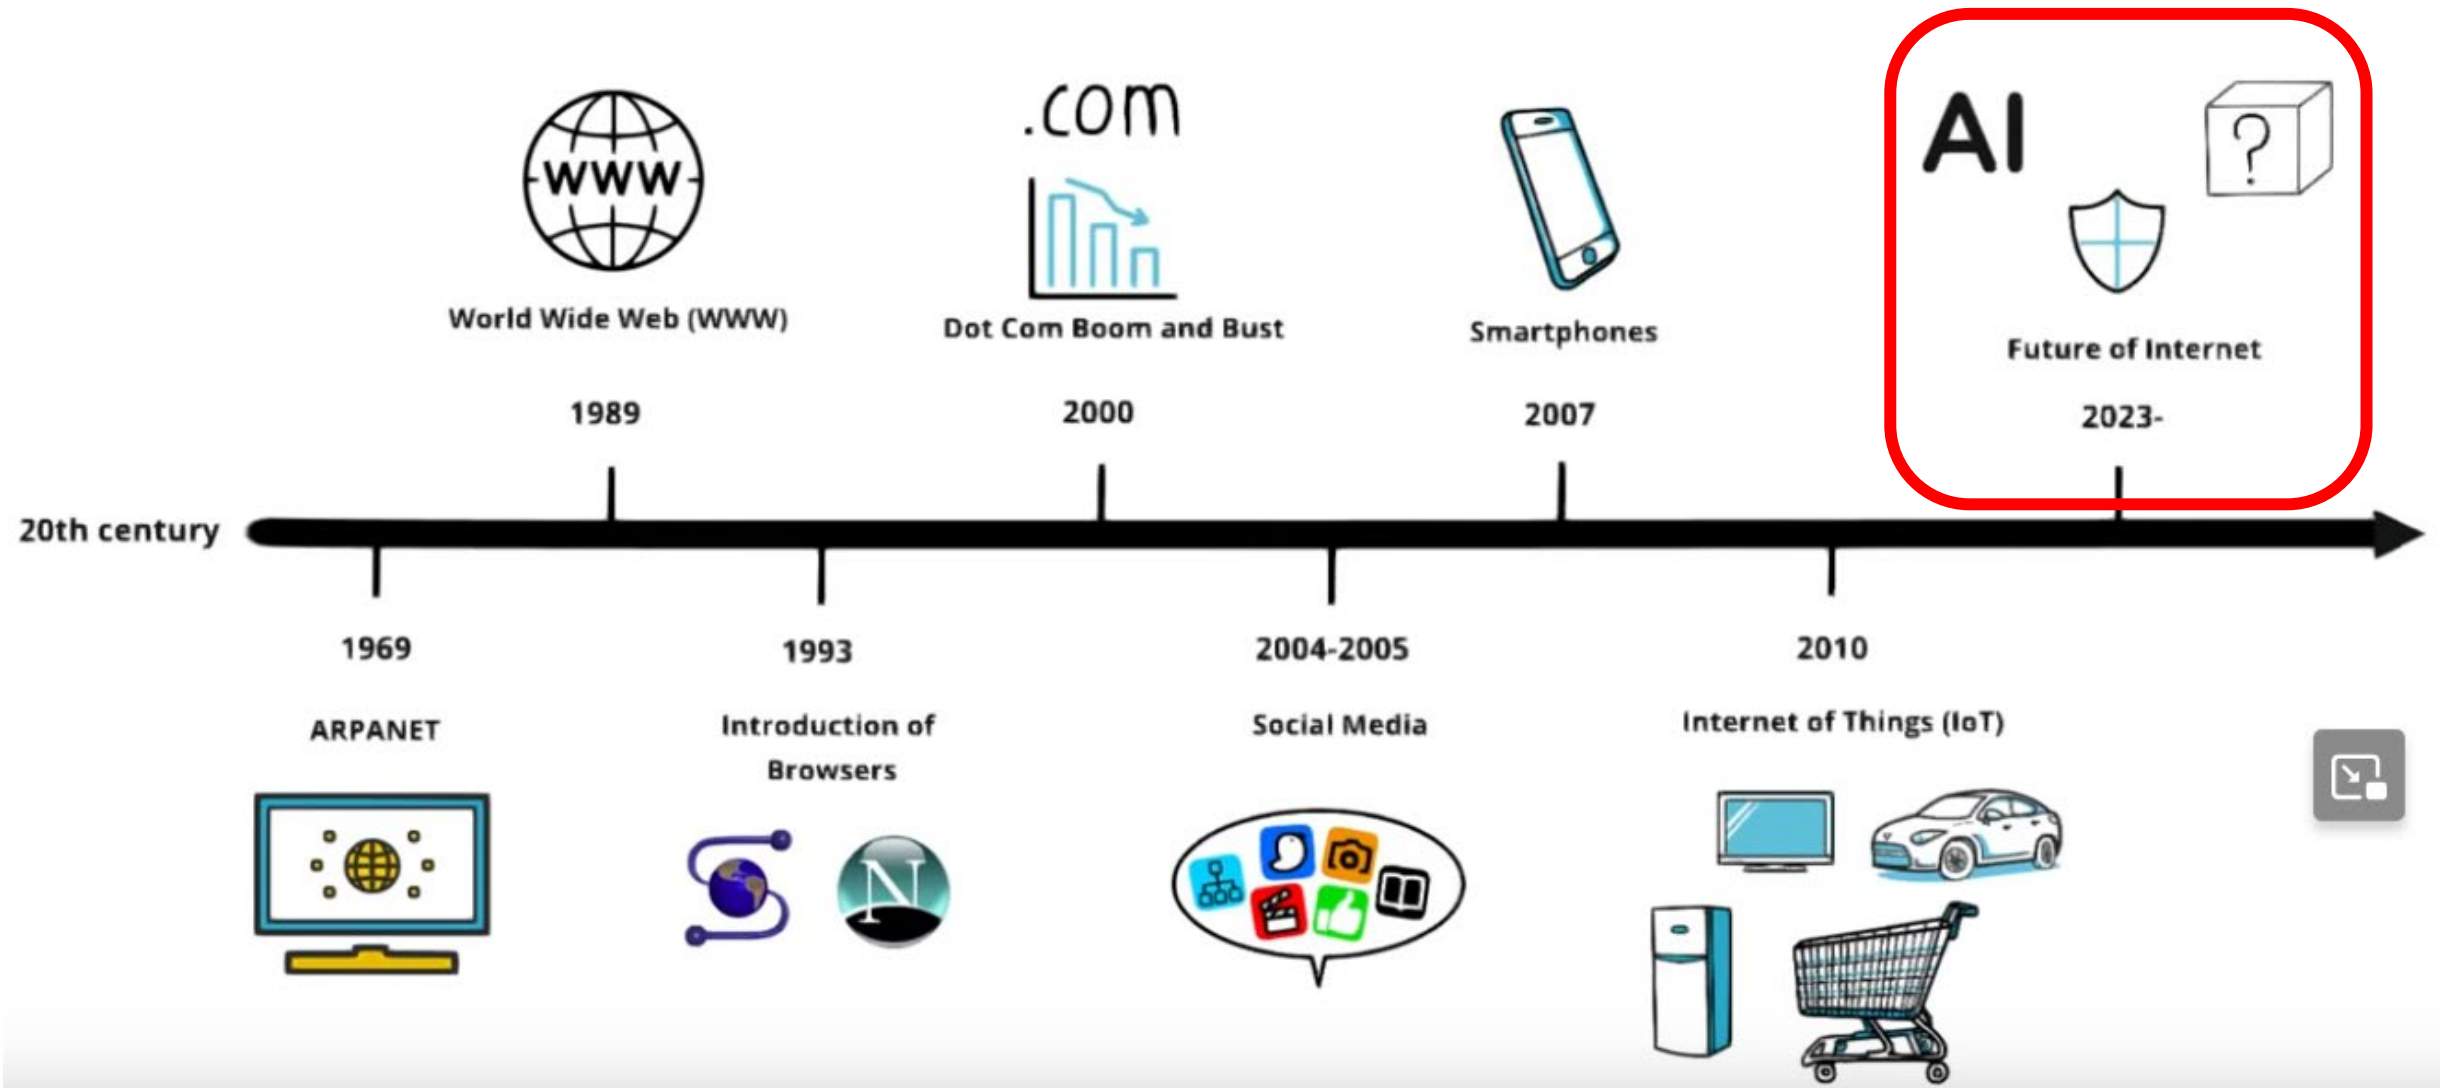 WWW
World Wide Web (WWW)
1989
.com
Dot Com Boom and Bust
2000
Smartphones
2007
AI
?
Future of Internet
2023-
20th century
1969
ARPANET
1993
Introduction of
Browsers
N
2004-2005
Social Media
2010
Internet of Things (IoT)